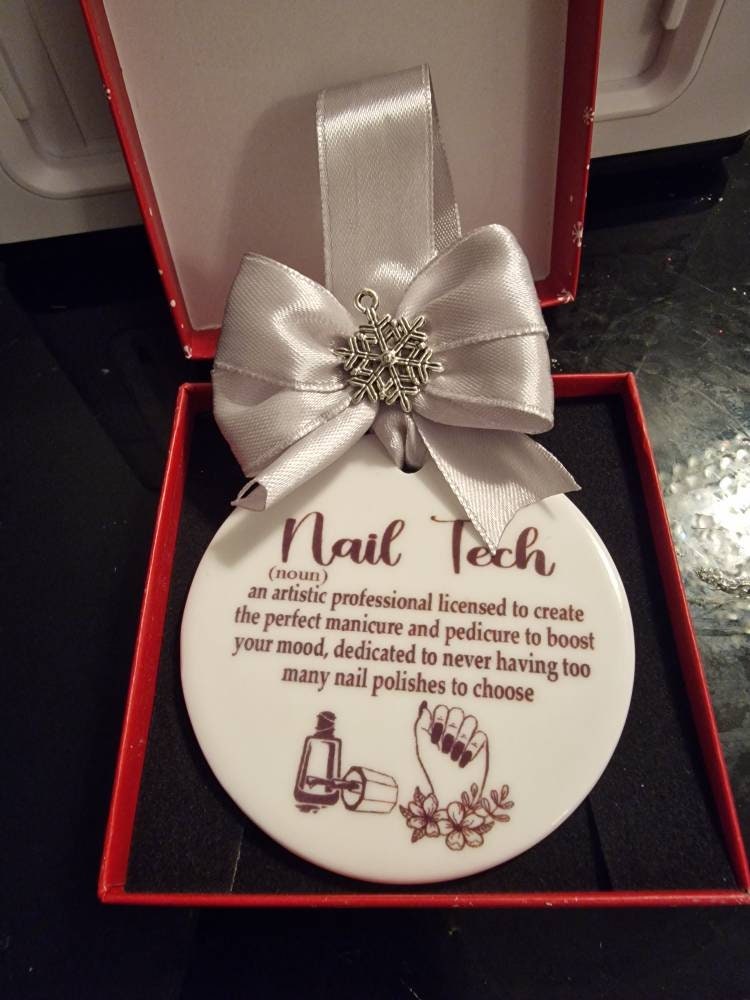 Nail Tech
(noun)
an artistic professional licensed to create
the perfect manicure and pedicure to boost
your mood, dedicated to never having too
many nail polishes to choose